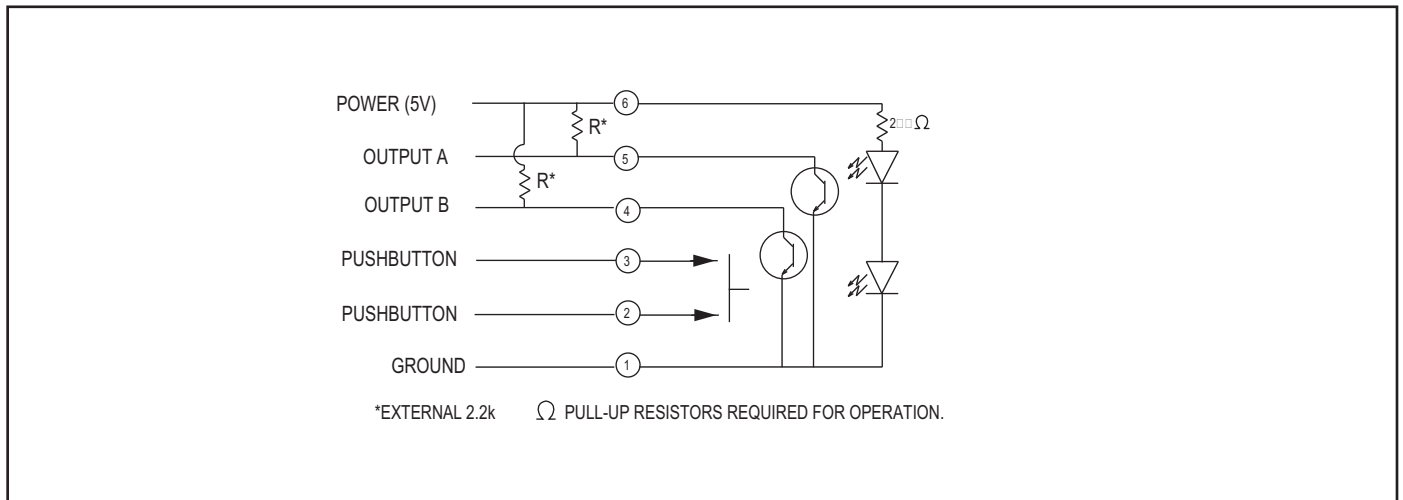 POWER (5V)
6
R*
2□□Ω
OUTPUT A
5
R*
OUTPUT B
4
PUSHBUTTON
3
PUSHBUTTON
2
GROUND
1
*EXTERNAL 2.2k Ω PULL-UP RESISTORS REQUIRED FOR OPERATION.